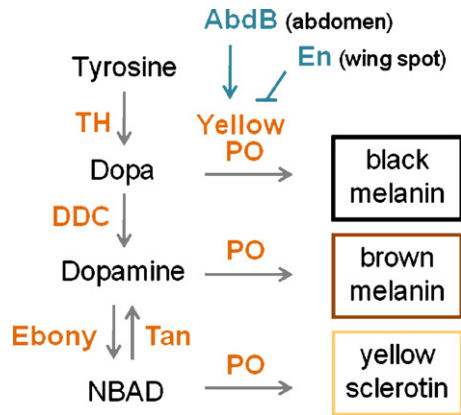 AbdB (abdomen)
En (wing spot)
Tyrosine
TH
Yellow
PO
Dopa
black
melanin
DDC
Dopamine
PO
brown
melanin
Ebony
Tan
NBAD
PO
yellow
sclerotin